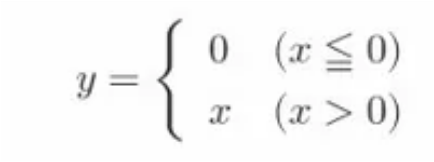 y = { 0 (x ≦ 0)
x (x > 0)